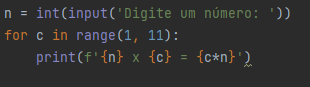 n = int(input('Digite um número: '))
for c in range(1, 11):
    print(f'{n} x {c} = {c*n}')